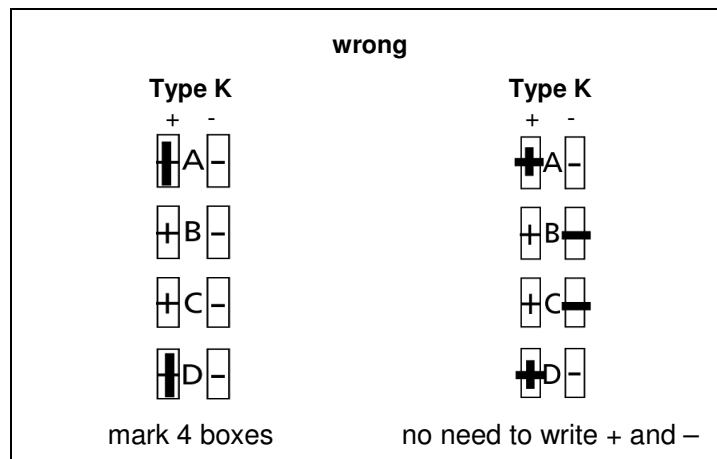 wrong
Type K Type K
+ - + -
+ A - + A -
+ B - + B -
+ C - + C -
+ D - + D -
mark 4 boxes no need to write + and –